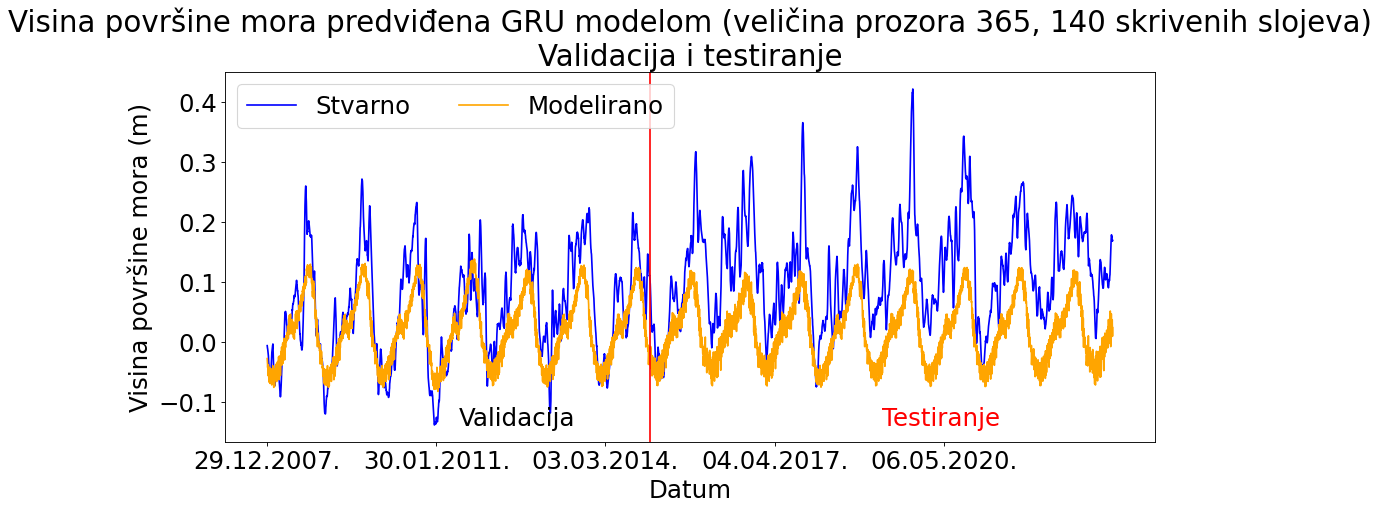 Visina površine mora predviđena GRU modelom (veličina prozora 365, 140 skrivenih slojeva)
Validacija i testiranje
Stvarno
Modelirano
Visina površine mora (m)
0.4
0.3
0.2
0.1
0.0
−0.1
Validacija
Testiranje
29.12.2007.
30.01.2011.
03.03.2014.
04.04.2017.
06.05.2020.
Datum